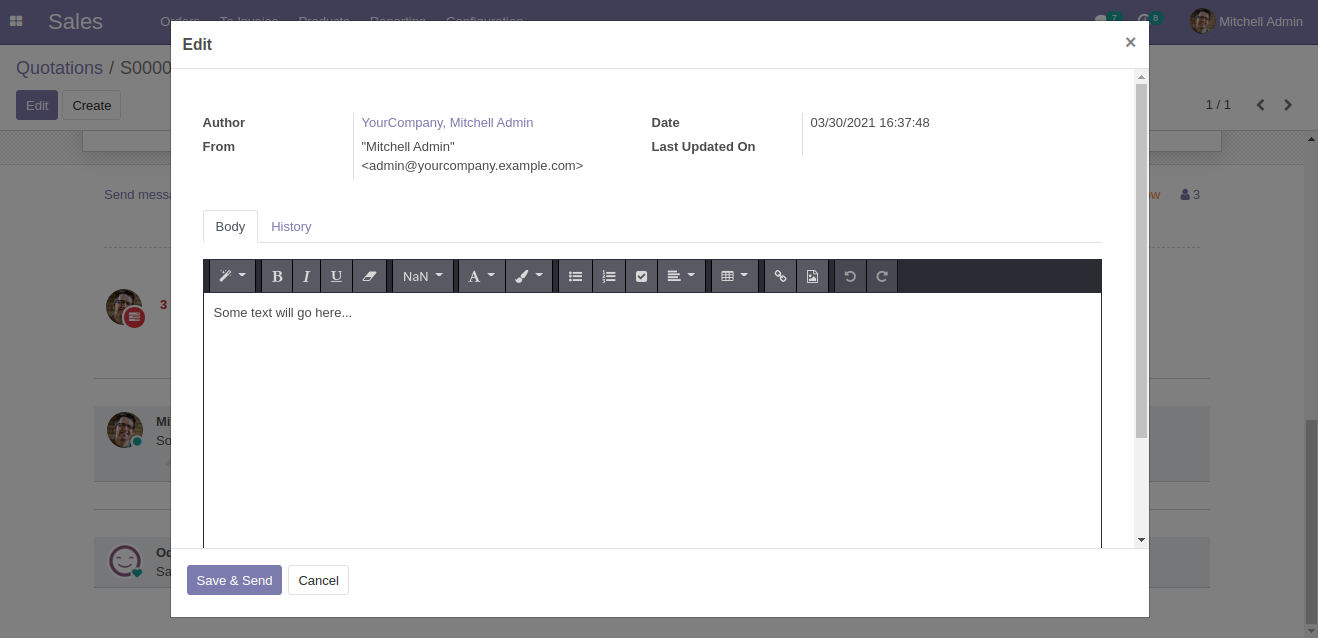 Sales
Orders To Invoice Products Reporting Configuration
7 8 Mitchell Admin
Edit ×
Quotations / S0000
Edit Create
1 / 1
Author YourCompany, Mitchell Admin
Date 03/30/2021 16:37:48
From "Mitchell Admin"
<admin@yourcompany.example.com>
Last Updated On
Send messa
ow 3
Body History
B I U NaN A
Some text will go here...
3
Mi
So
Od
Sa
Save & Send Cancel